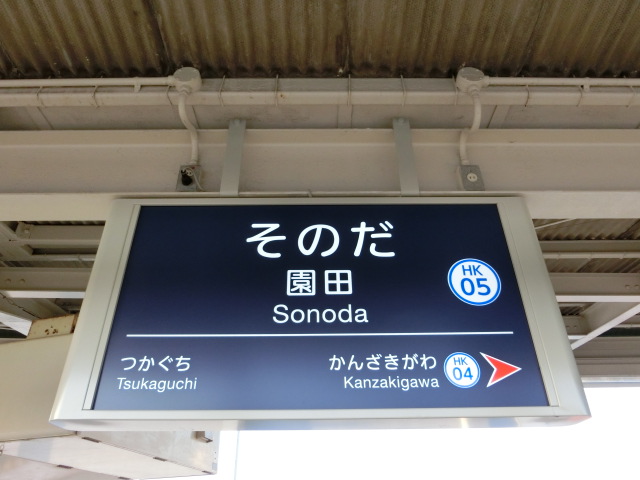 そのだ
園田
HK
05
Sonoda
つかぐち
Tsukaguchi
かんざきがわ
Kanzakigawa
HK
04